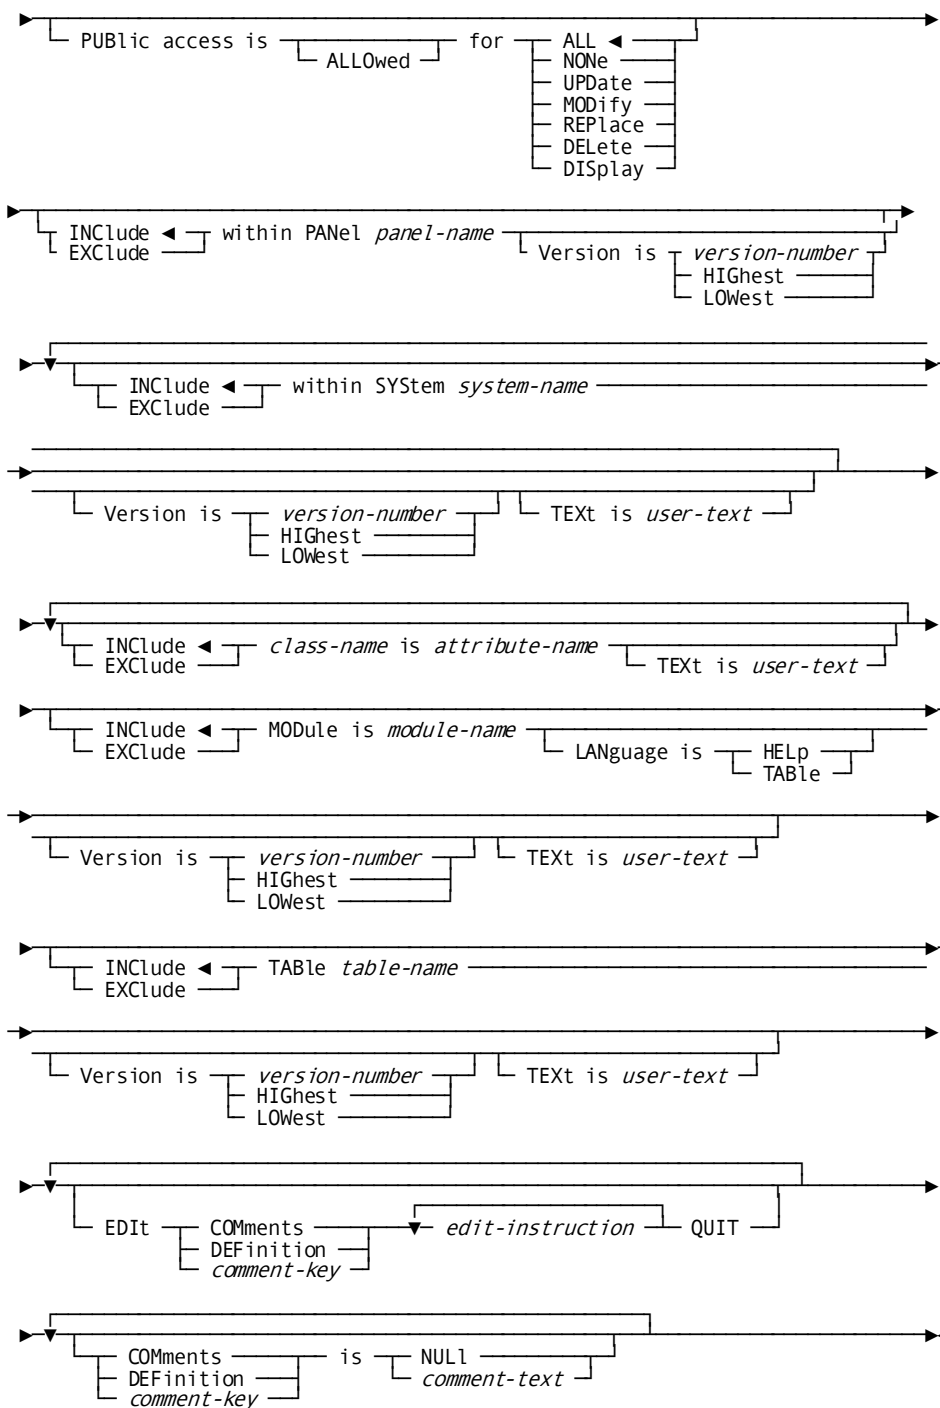 PUBlic access is for ALL
ALLOwed NONe
UPDate
MODify
REPlace
DELete
DISplay
INClude within PANel panel-name
EXClude Version is version-number
HIGhest
LOWest
INClude within SYStem system-name
EXClude
Version is version-number TEXt is user-text
HIGhest
LOWest
INClude class-name is attribute-name
EXClude TEXt is user-text
INClude MODule is module-name
EXClude LANguage is HELp
TABle
Version is version-number TEXt is user-text
HIGhest
LOWest
INClude TABle table-name
EXClude
Version is version-number TEXt is user-text
HIGhest
LOWest
EDIt COMments edit-instruction QUIT
DEFinition
comment-key
COMments is NULl
DEFinition comment-text
comment-key